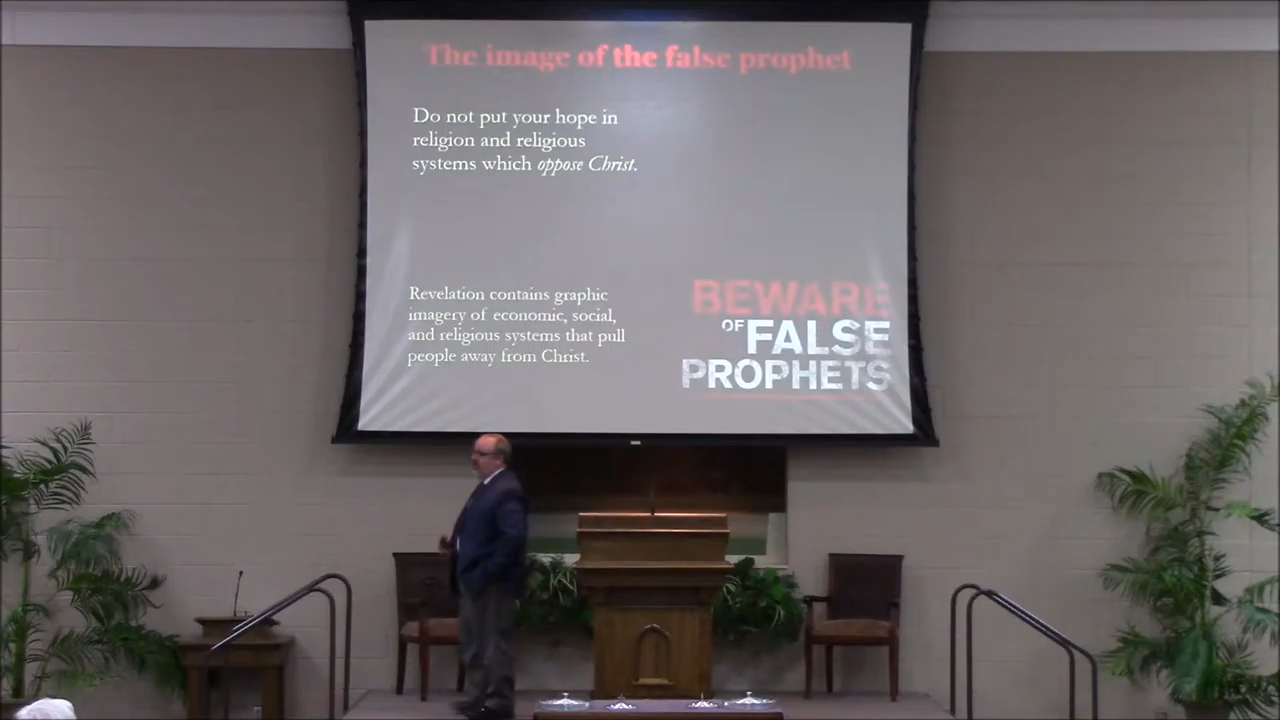 The image of the false prophet
Do not put your hope in
religion and religious
systems which oppose Christ.
Revelation contains graphic
imagery of economic, social,
and religious systems that pull
people away from Christ.
BEWARE
OF FALSE
PROPHETS